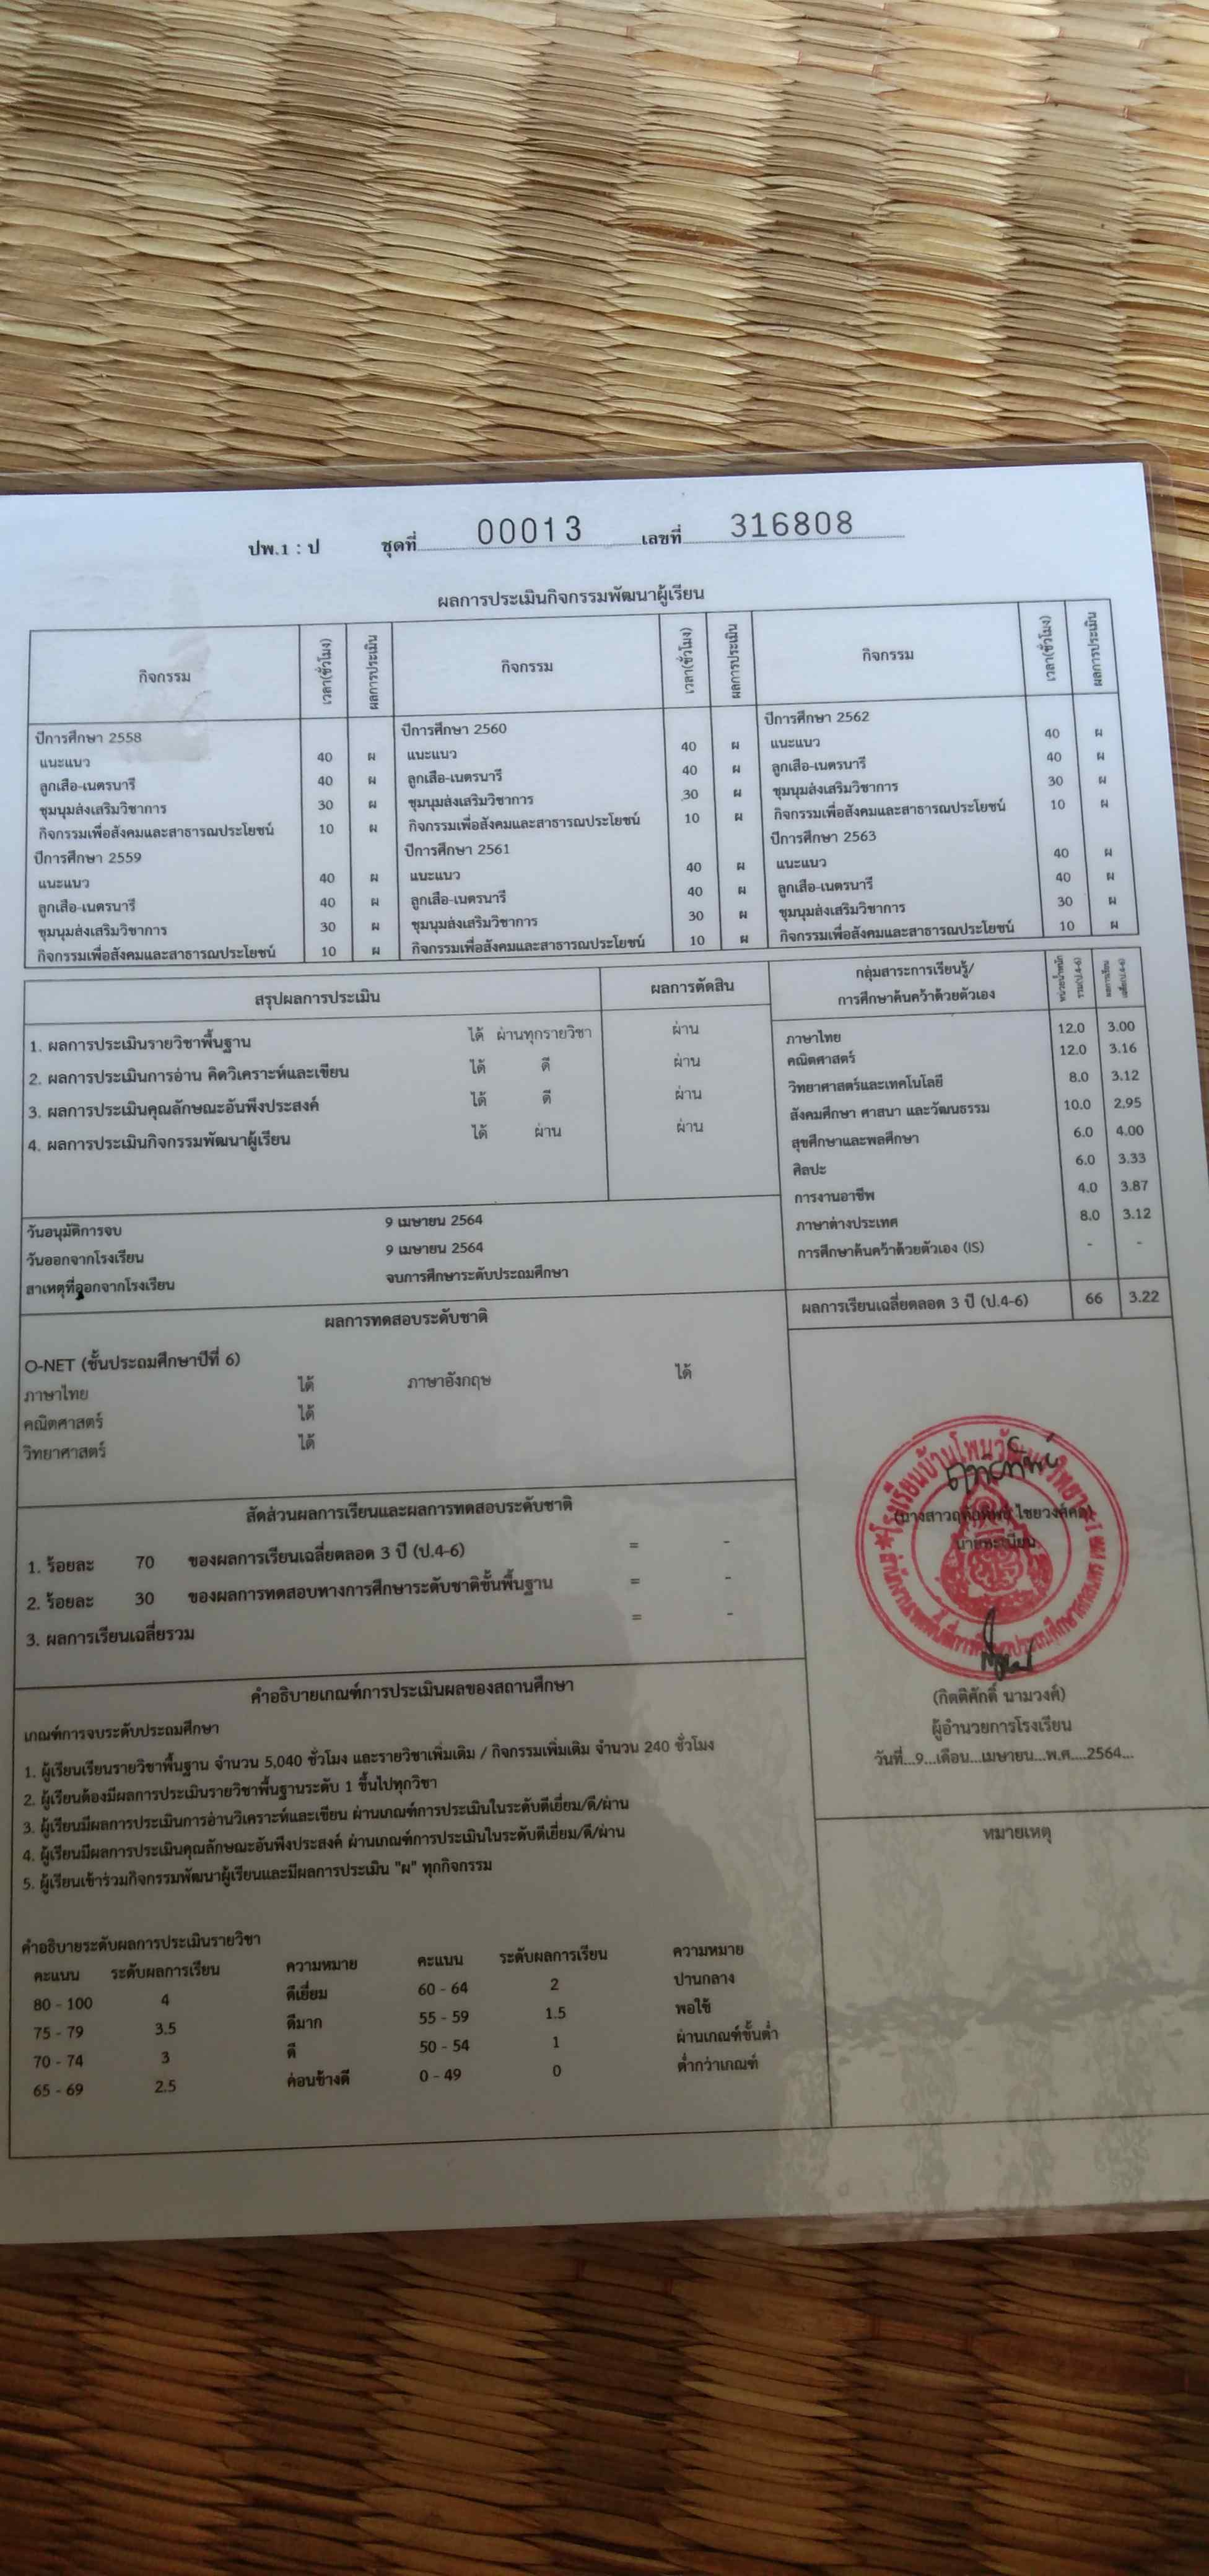 ปพ.1 : ป ชุดที่ 00013 เลขที่ 316808
ผลการประเมินกิจกรรมพัฒนาผู้เรียน
กิจกรรม เวลา(ชั่วโมง) ผลการประเมิน กิจกรรม เวลา(ชั่วโมง) ผลการประเมิน กิจกรรม เวลา(ชั่วโมง) ผลการประเมิน
ปีการศึกษา 2558 ปีการศึกษา 2560 ปีการศึกษา 2562
แนะแนว 40 ผ แนะแนว 40 ผ แนะแนว 40 ผ
ลูกเสือ-เนตรนารี 40 ผ ลูกเสือ-เนตรนารี 40 ผ ลูกเสือ-เนตรนารี 40 ผ
ชุมนุมส่งเสริมวิชาการ 30 ผ ชุมนุมส่งเสริมวิชาการ 30 ผ ชุมนุมส่งเสริมวิชาการ 30 ผ
กิจกรรมเพื่อสังคมและสาธารณประโยชน์ 10 ผ กิจกรรมเพื่อสังคมและสาธารณประโยชน์ 10 ผ กิจกรรมเพื่อสังคมและสาธารณประโยชน์ 10 ผ
ปีการศึกษา 2559 ปีการศึกษา 2561 ปีการศึกษา 2563
แนะแนว 40 ผ แนะแนว 40 ผ แนะแนว 40 ผ
ลูกเสือ-เนตรนารี 40 ผ ลูกเสือ-เนตรนารี 40 ผ ลูกเสือ-เนตรนารี 40 ผ
ชุมนุมส่งเสริมวิชาการ 30 ผ ชุมนุมส่งเสริมวิชาการ 30 ผ ชุมนุมส่งเสริมวิชาการ 30 ผ
กิจกรรมเพื่อสังคมและสาธารณประโยชน์ 10 ผ กิจกรรมเพื่อสังคมและสาธารณประโยชน์ 10 ผ กิจกรรมเพื่อสังคมและสาธารณประโยชน์ 10 ผ
สรุปผลการประเมิน ผลการตัดสิน
1. ผลการประเมินรายวิชาพื้นฐาน ได้ ผ่านทุกรายวิชา ผ่าน
2. ผลการประเมินการอ่าน คิดวิเคราะห์และเขียน ได้ ดี ผ่าน
3. ผลการประเมินคุณลักษณะอันพึงประสงค์ ได้ ดี ผ่าน
4. ผลการประเมินกิจกรรมพัฒนาผู้เรียน ได้ ผ่าน ผ่าน
วันอนุมัติการจบ 9 เมษายน 2564
วันออกจากโรงเรียน 9 เมษายน 2564
สาเหตุที่ออกจากโรงเรียน จบการศึกษาระดับประถมศึกษา
กลุ่มสาระการเรียนรู้/
การศึกษาค้นคว้าด้วยตัวเอง
หน่วยน้ำหนัก
รวม(ป.4-6)
ผลการเรียน
เฉลี่ย(ป.4-6)
ภาษาไทย 12.0 3.00
คณิตศาสตร์ 12.0 3.16
วิทยาศาสตร์และเทคโนโลยี 8.0 3.12
สังคมศึกษา ศาสนา และวัฒนธรรม 10.0 2.95
สุขศึกษาและพลศึกษา 6.0 4.00
ศิลปะ 6.0 3.33
การงานอาชีพ 4.0 3.87
ภาษาต่างประเทศ 8.0 3.12
การศึกษาค้นคว้าด้วยตัวเอง (IS) - -
ผลการเรียนเฉลี่ยตลอด 3 ปี (ป.4-6) 66 3.22
ผลการทดสอบระดับชาติ
O-NET (ชั้นประถมศึกษาปีที่ 6)
ภาษาไทย ได้ ภาษาอังกฤษ ได้
คณิตศาสตร์ ได้
วิทยาศาสตร์ ได้
สัดส่วนผลการเรียนและผลการทดสอบระดับชาติ
1. ร้อยละ 70 ของผลการเรียนเฉลี่ยตลอด 3 ปี (ป.4-6) = -
2. ร้อยละ 30 ของผลการทดสอบทางการศึกษาระดับชาติขั้นพื้นฐาน = -
3. ผลการเรียนเฉลี่ยรวม = -
นายทะเบียน
(กิตติศักดิ์ นามวงค์)
ผู้อำนวยการโรงเรียน
วันที่...9...เดือน...เมษายน...พ.ศ....2564...
หมายเหตุ
คำอธิบายเกณฑ์การประเมินผลของสถานศึกษา
เกณฑ์การจบระดับประถมศึกษา
1. ผู้เรียนเรียนรายวิชาพื้นฐาน จำนวน 5,040 ชั่วโมง และรายวิชาเพิ่มเติม / กิจกรรมเพิ่มเติม จำนวน 240 ชั่วโมง
2. ผู้เรียนต้องมีผลการประเมินรายวิชาพื้นฐานระดับ 1 ขึ้นไปทุกวิชา
3. ผู้เรียนมีผลการประเมินการอ่านวิเคราะห์และเขียน ผ่านเกณฑ์การประเมินในระดับดีเยี่ยม/ดี/ผ่าน
4. ผู้เรียนมีผลการประเมินคุณลักษณะอันพึงประสงค์ ผ่านเกณฑ์การประเมินในระดับดีเยี่ยม/ดี/ผ่าน
5. ผู้เรียนเข้าร่วมกิจกรรมพัฒนาผู้เรียนและมีผลการประเมิน "ผ" ทุกกิจกรรม
คำอธิบายระดับผลการประเมินรายวิชา
คะแนน ระดับผลการเรียน ความหมาย คะแนน ระดับผลการเรียน ความหมาย
80 - 100 4 ดีเยี่ยม 60 - 64 2 ปานกลาง
75 - 79 3.5 ดีมาก 55 - 59 1.5 พอใช้
70 - 74 3 ดี 50 - 54 1 ผ่านเกณฑ์ขั้นต่ำ
65 - 69 2.5 ค่อนข้างดี 0 - 49 0 ต่ำกว่าเกณฑ์